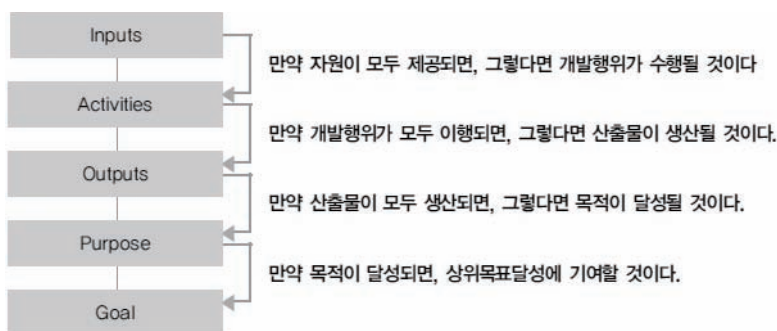 Inputs
만약 자원이 모두 제공되면, 그렇다면 개발행위가 수행될 것이다
Activities
만약 개발행위가 모두 이행되면, 그렇다면 산출물이 생산될 것이다.
Outputs
만약 산출물이 모두 생산되면, 그렇다면 목적이 달성될 것이다.
Purpose
만약 목적이 달성되면, 상위목표달성에 기여할 것이다.
Goal